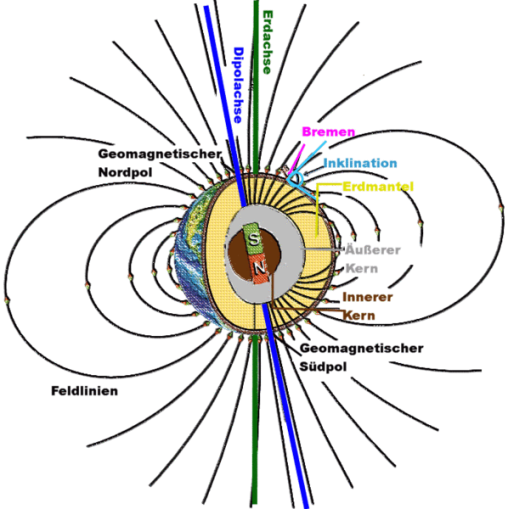 Erdachse
Dipolachse
Bremen
Geomagnetischer
Nordpol
Inklination
Erdmantel
S
N
Äußerer
Kern
Innerer
Kern
Geomagnetischer
Südpol
Feldlinien